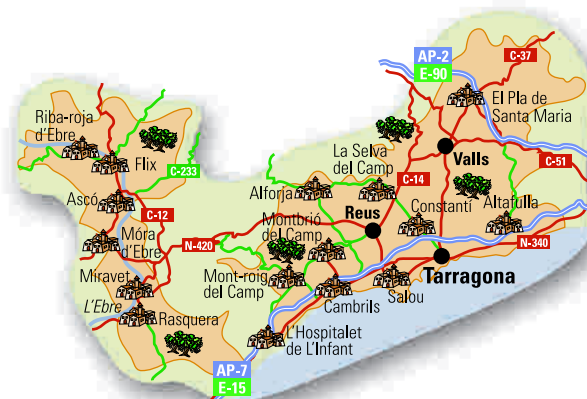 C-37
AP-2
E-90
El Pla de
Santa Maria
Riba-roja
d'Ebre
Flix
C-233
La Selva
del Camp
Valls
C-51
Ascó
C-12
Alforja
C-14
Montbrió
del Camp
Reus
Constantí
Altafulla
Móra
d'Ebre
N-420
N-340
Miravet
Mont-roig
del Camp
Tarragona
L'Ebre
Cambrils
Salou
Rasquera
L'Hospitalet
de L'Infant
AP-7
E-15